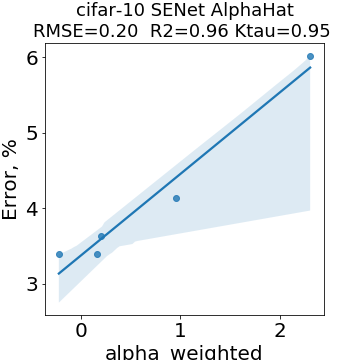 cifar-10 SENet AlphaHat
RMSE=0.20 R2=0.96 Ktau=0.95
6
5
4
3
Error, %
0 1 2
alpha_weighted